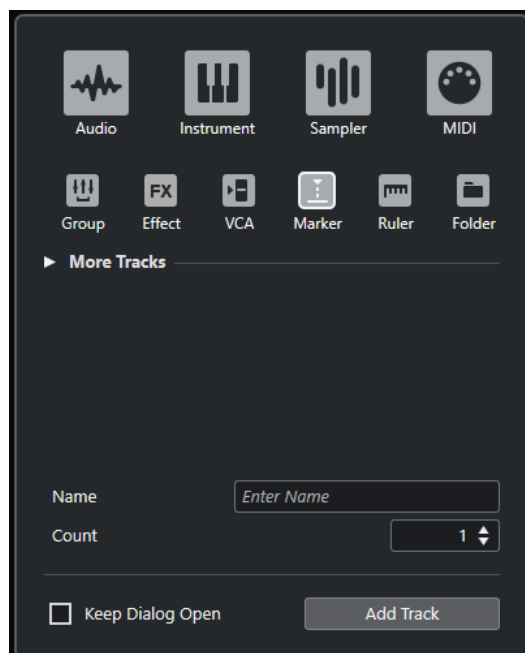 Audio Instrument Sampler MIDI
FX
Group Effect VCA Marker Ruler Folder
More Tracks
Name Enter Name
Count 1
Keep Dialog Open Add Track